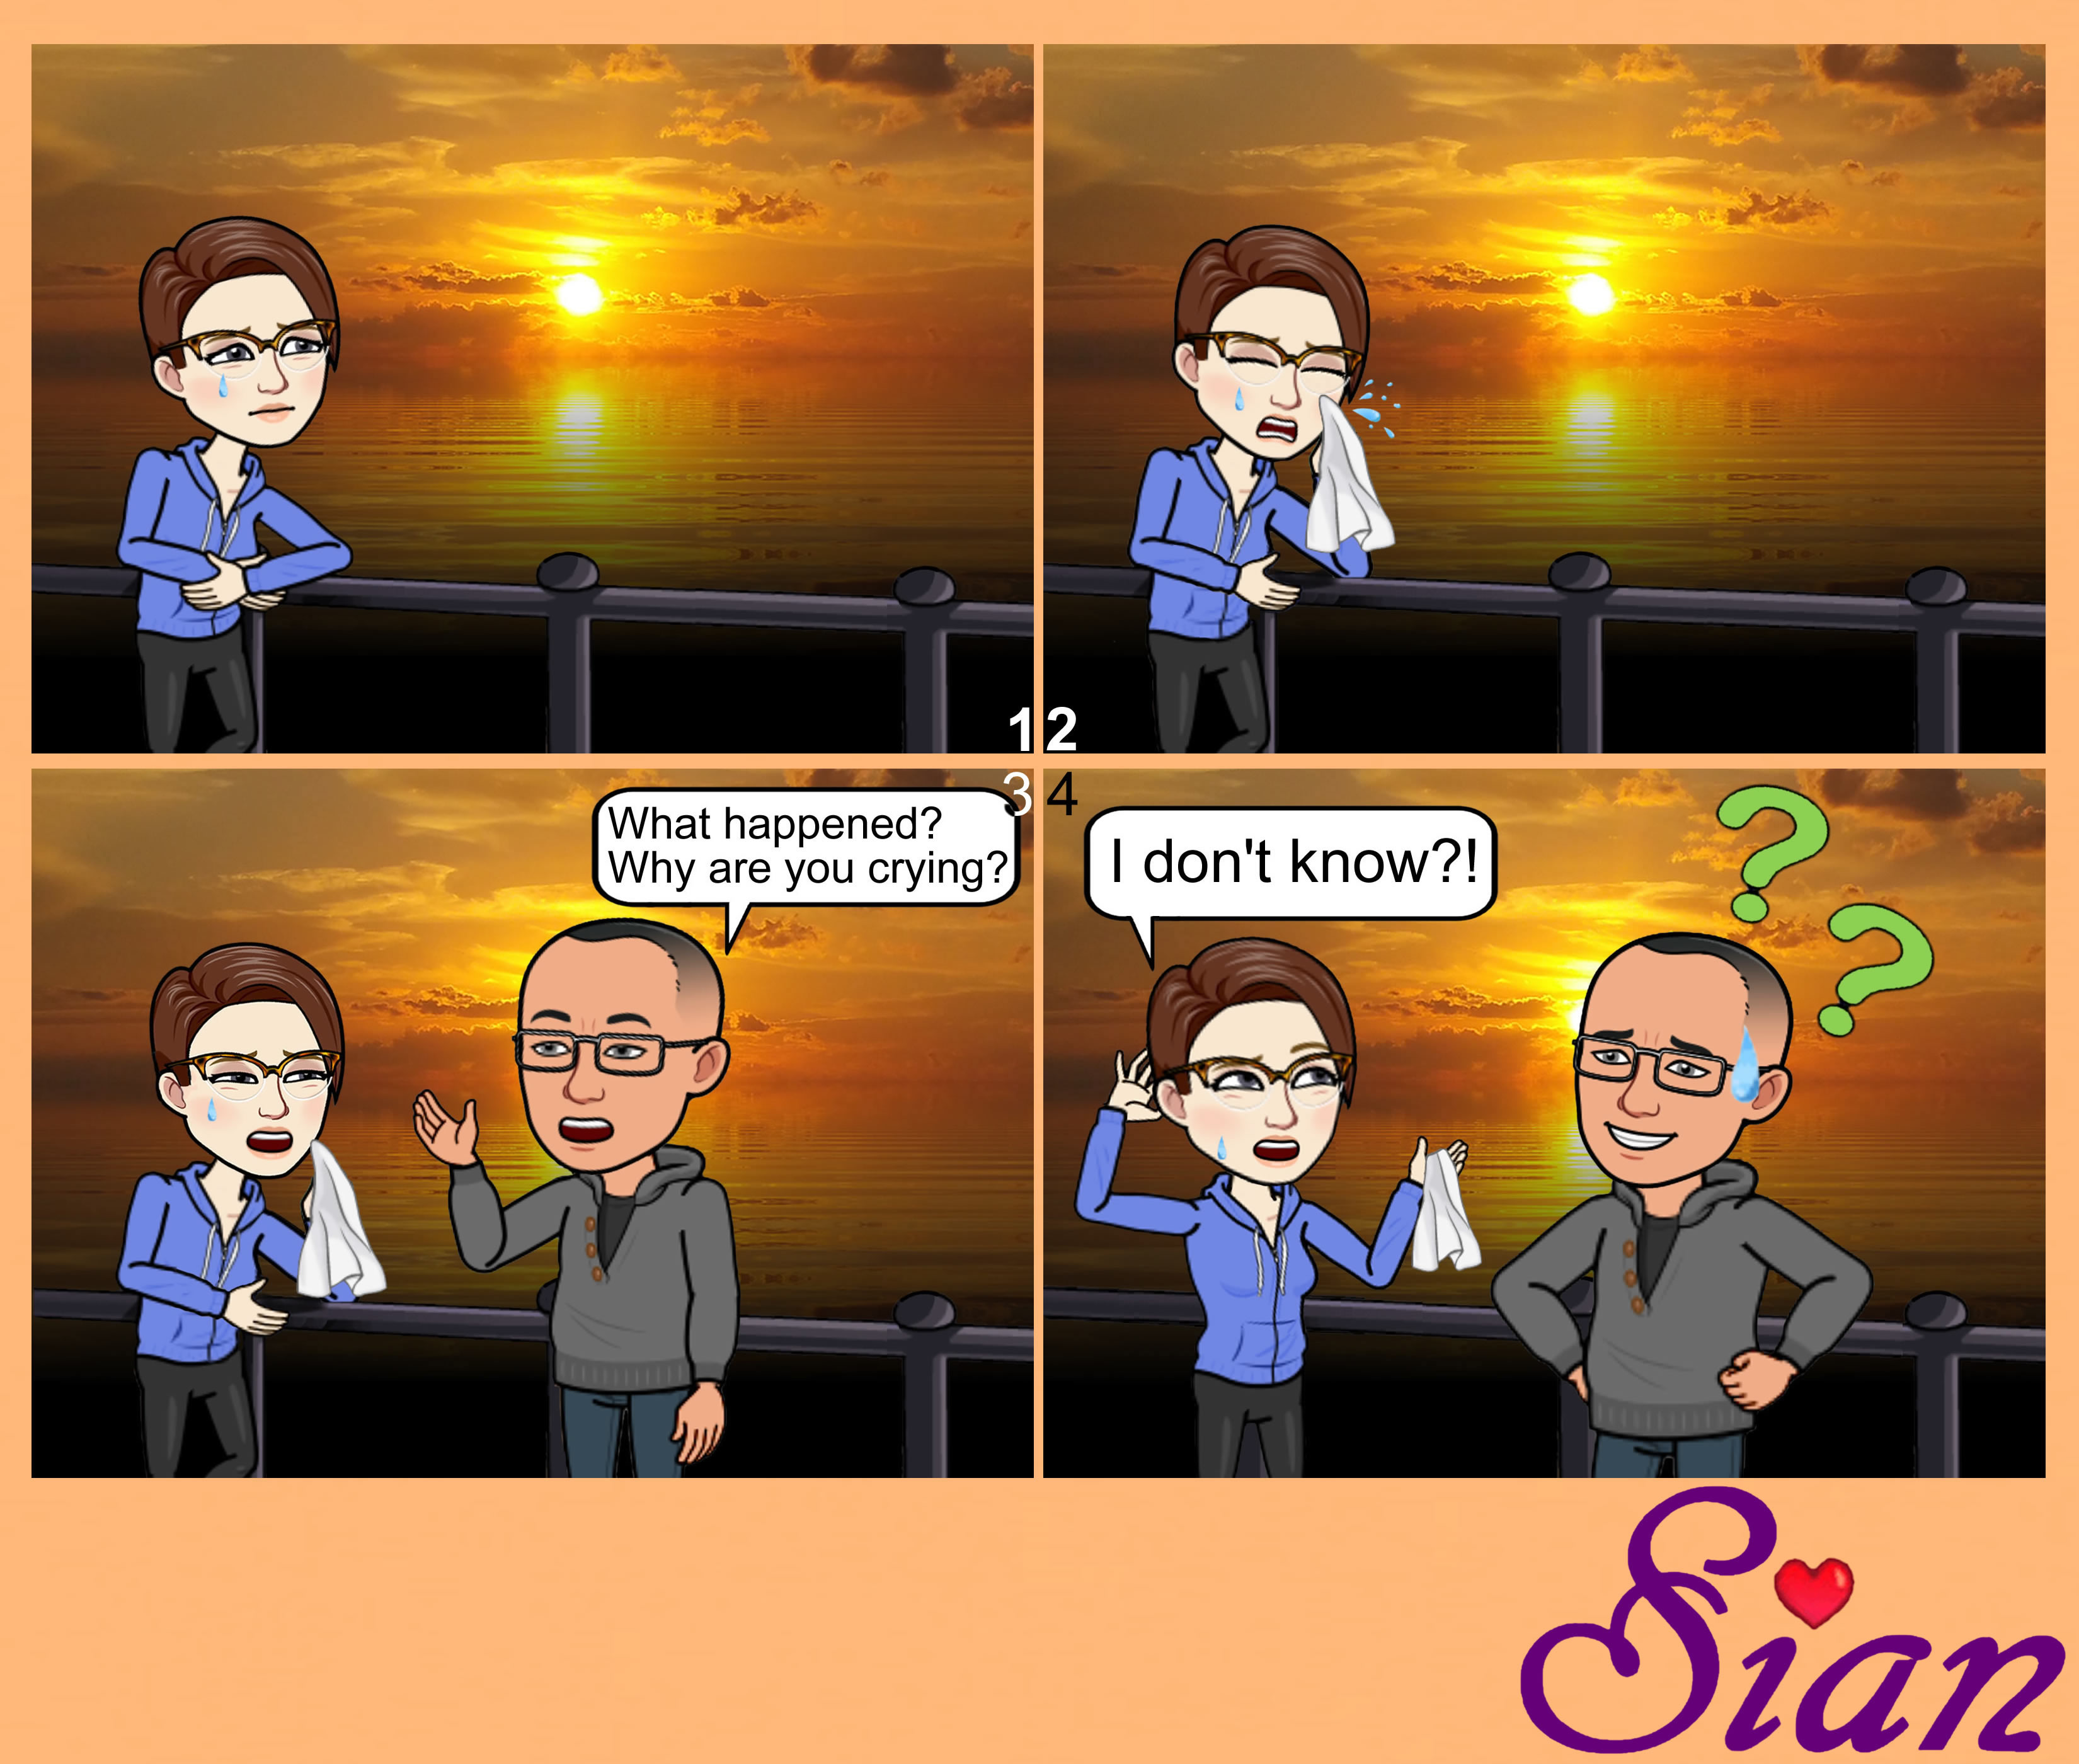 1 2
3 4
What happened?
Why are you crying?
I don't know?!
? ?
Sian